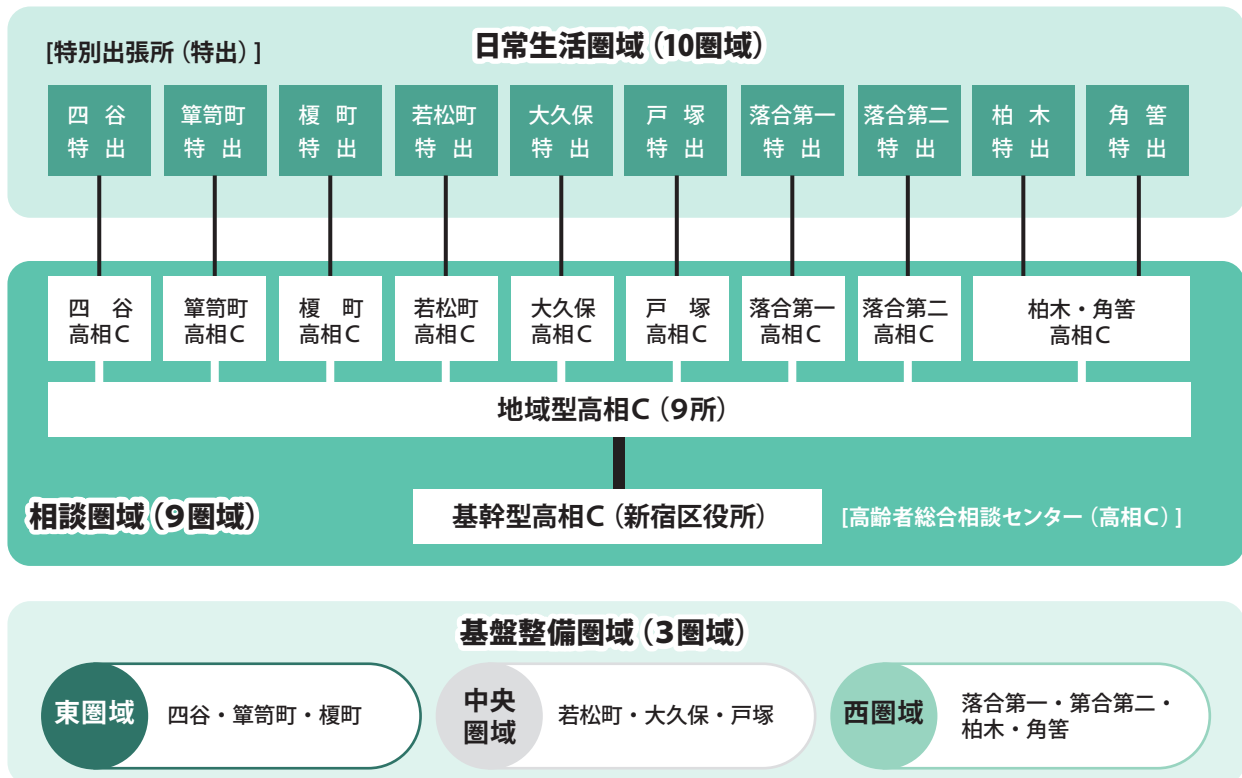 日常生活圏域（10圏域）
[特別出張所（特出）]
四谷特出
簞笥町特出
榎町特出
若松町特出
大久保特出
戸塚特出
落合第一特出
落合第二特出
柏木特出
角筈特出
四谷高相C
簞笥町高相C
榎町高相C
若松町高相C
大久保高相C
戸塚高相C
落合第一高相C
落合第二高相C
柏木・角筈高相C
地域型高相C（9所）
相談圏域（9圏域）
基幹型高相C（新宿区役所）
[高齢者総合相談センター（高相C）]
基盤整備圏域（3圏域）
東圏域
四谷・簞笥町・榎町
中央圏域
若松町・大久保・戸塚
西圏域
落合第一・第合第二・
柏木・角筈